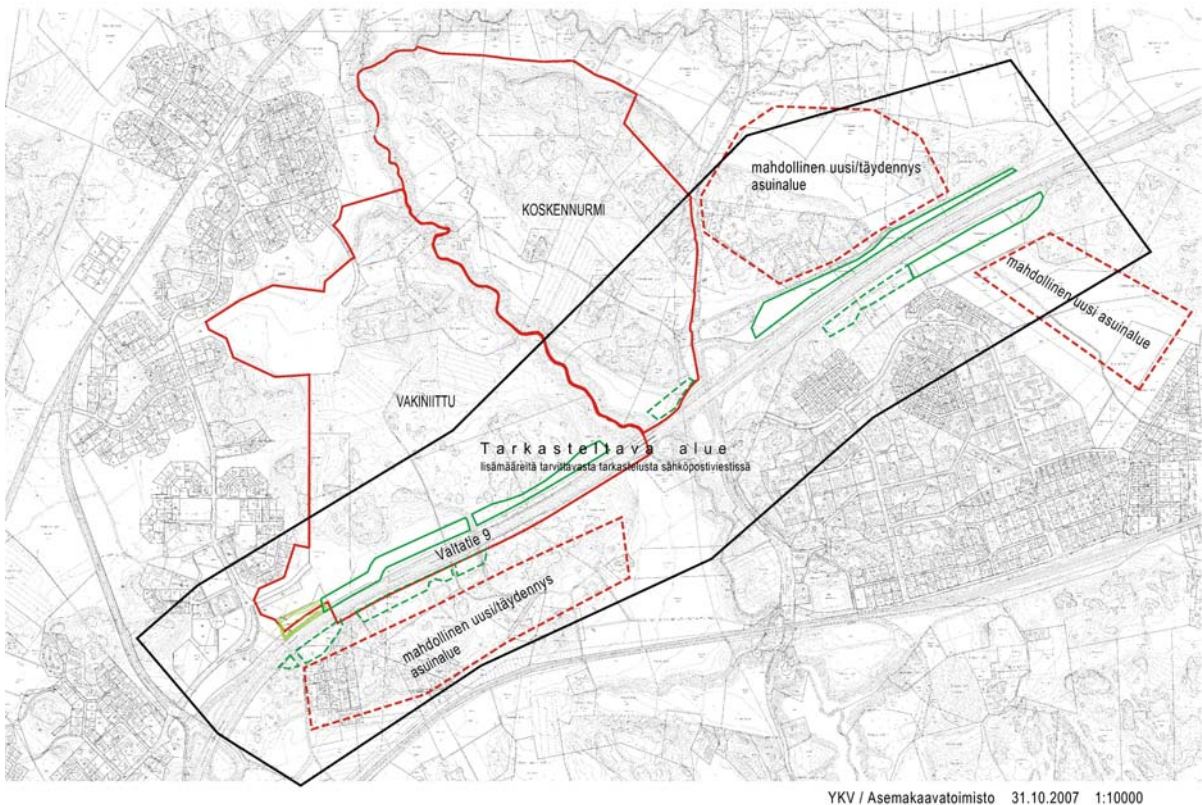 mahdollinen uusi/täydennys
asuinalue
KOSKENNURMI
mahdollinen uusi asuinalue
VAKINIITTU
Tarkasteltava alue
lisämääreitä tarvittavasta tarkastelusta sähköpostiviestissä
Valtatie 9
mahdollinen uusi/täydennys
asuinalue
YKV / Asemakaavatoimisto 31.10.2007 1:10000